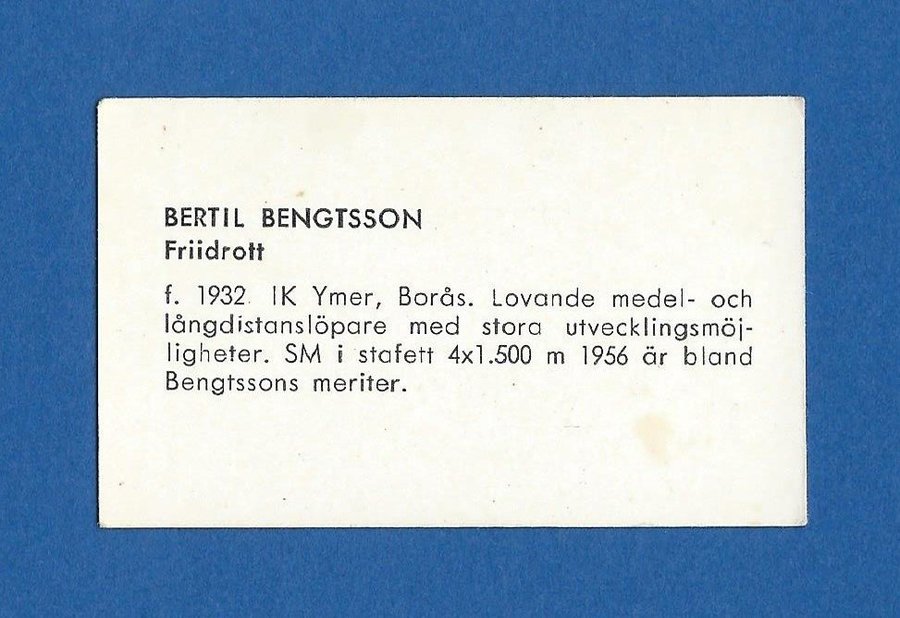 BERTIL BENGTSSON
Friidrott
f. 1932. IK Ymer, Borås. Lovande medel- och
långdistanslöpare med stora utvecklingsmöj-
ligheter. SM i stafett 4x1.500 m 1956 är bland
Bengtssons meriter.